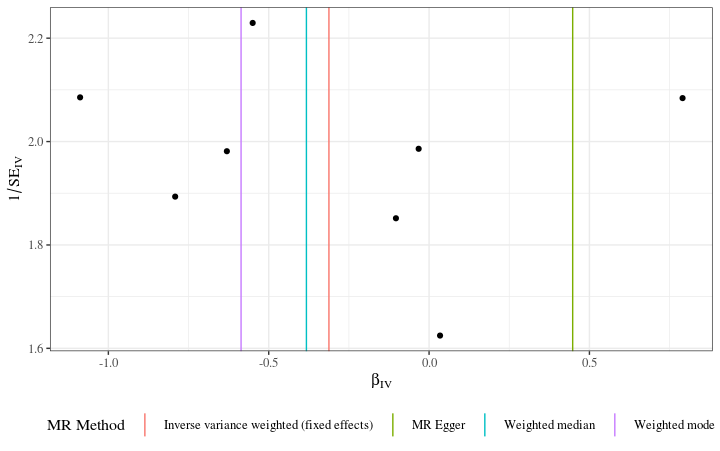 2.2
2.0
1.8
1.6
1/SE_IV
-1.0 -0.5 0.0 0.5
β_IV
MR Method Inverse variance weighted (fixed effects) MR Egger Weighted median Weighted mode